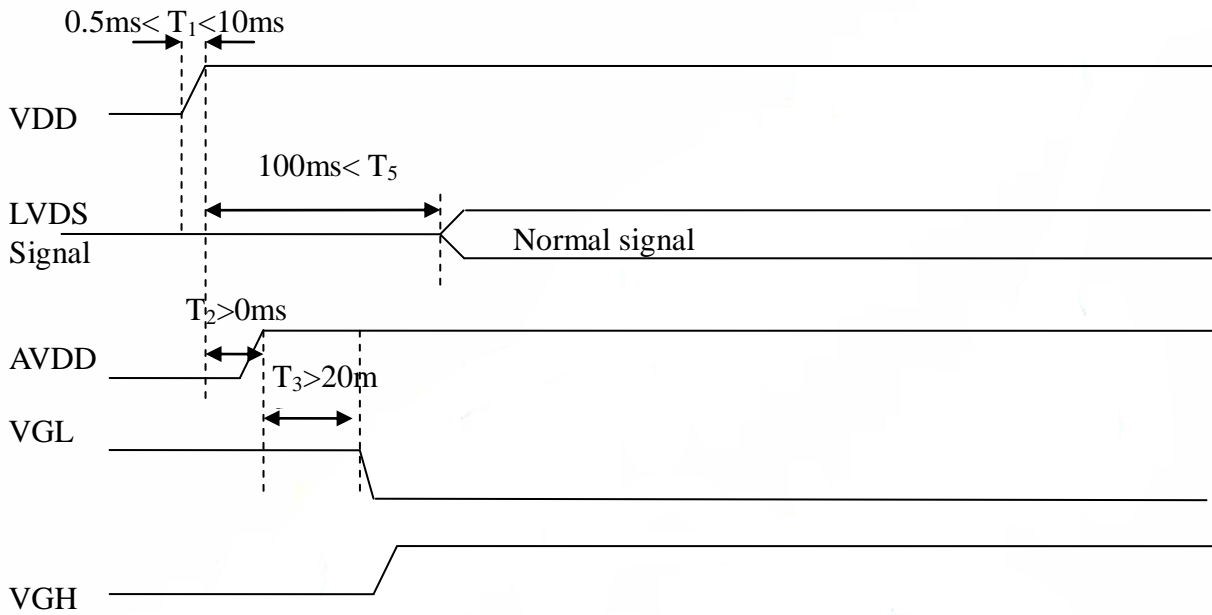 0.5ms< T₁<10ms
VDD
100ms< T₅
LVDS
Signal
Normal signal
T₂>0ms
AVDD
T₃>20m
VGL
VGH